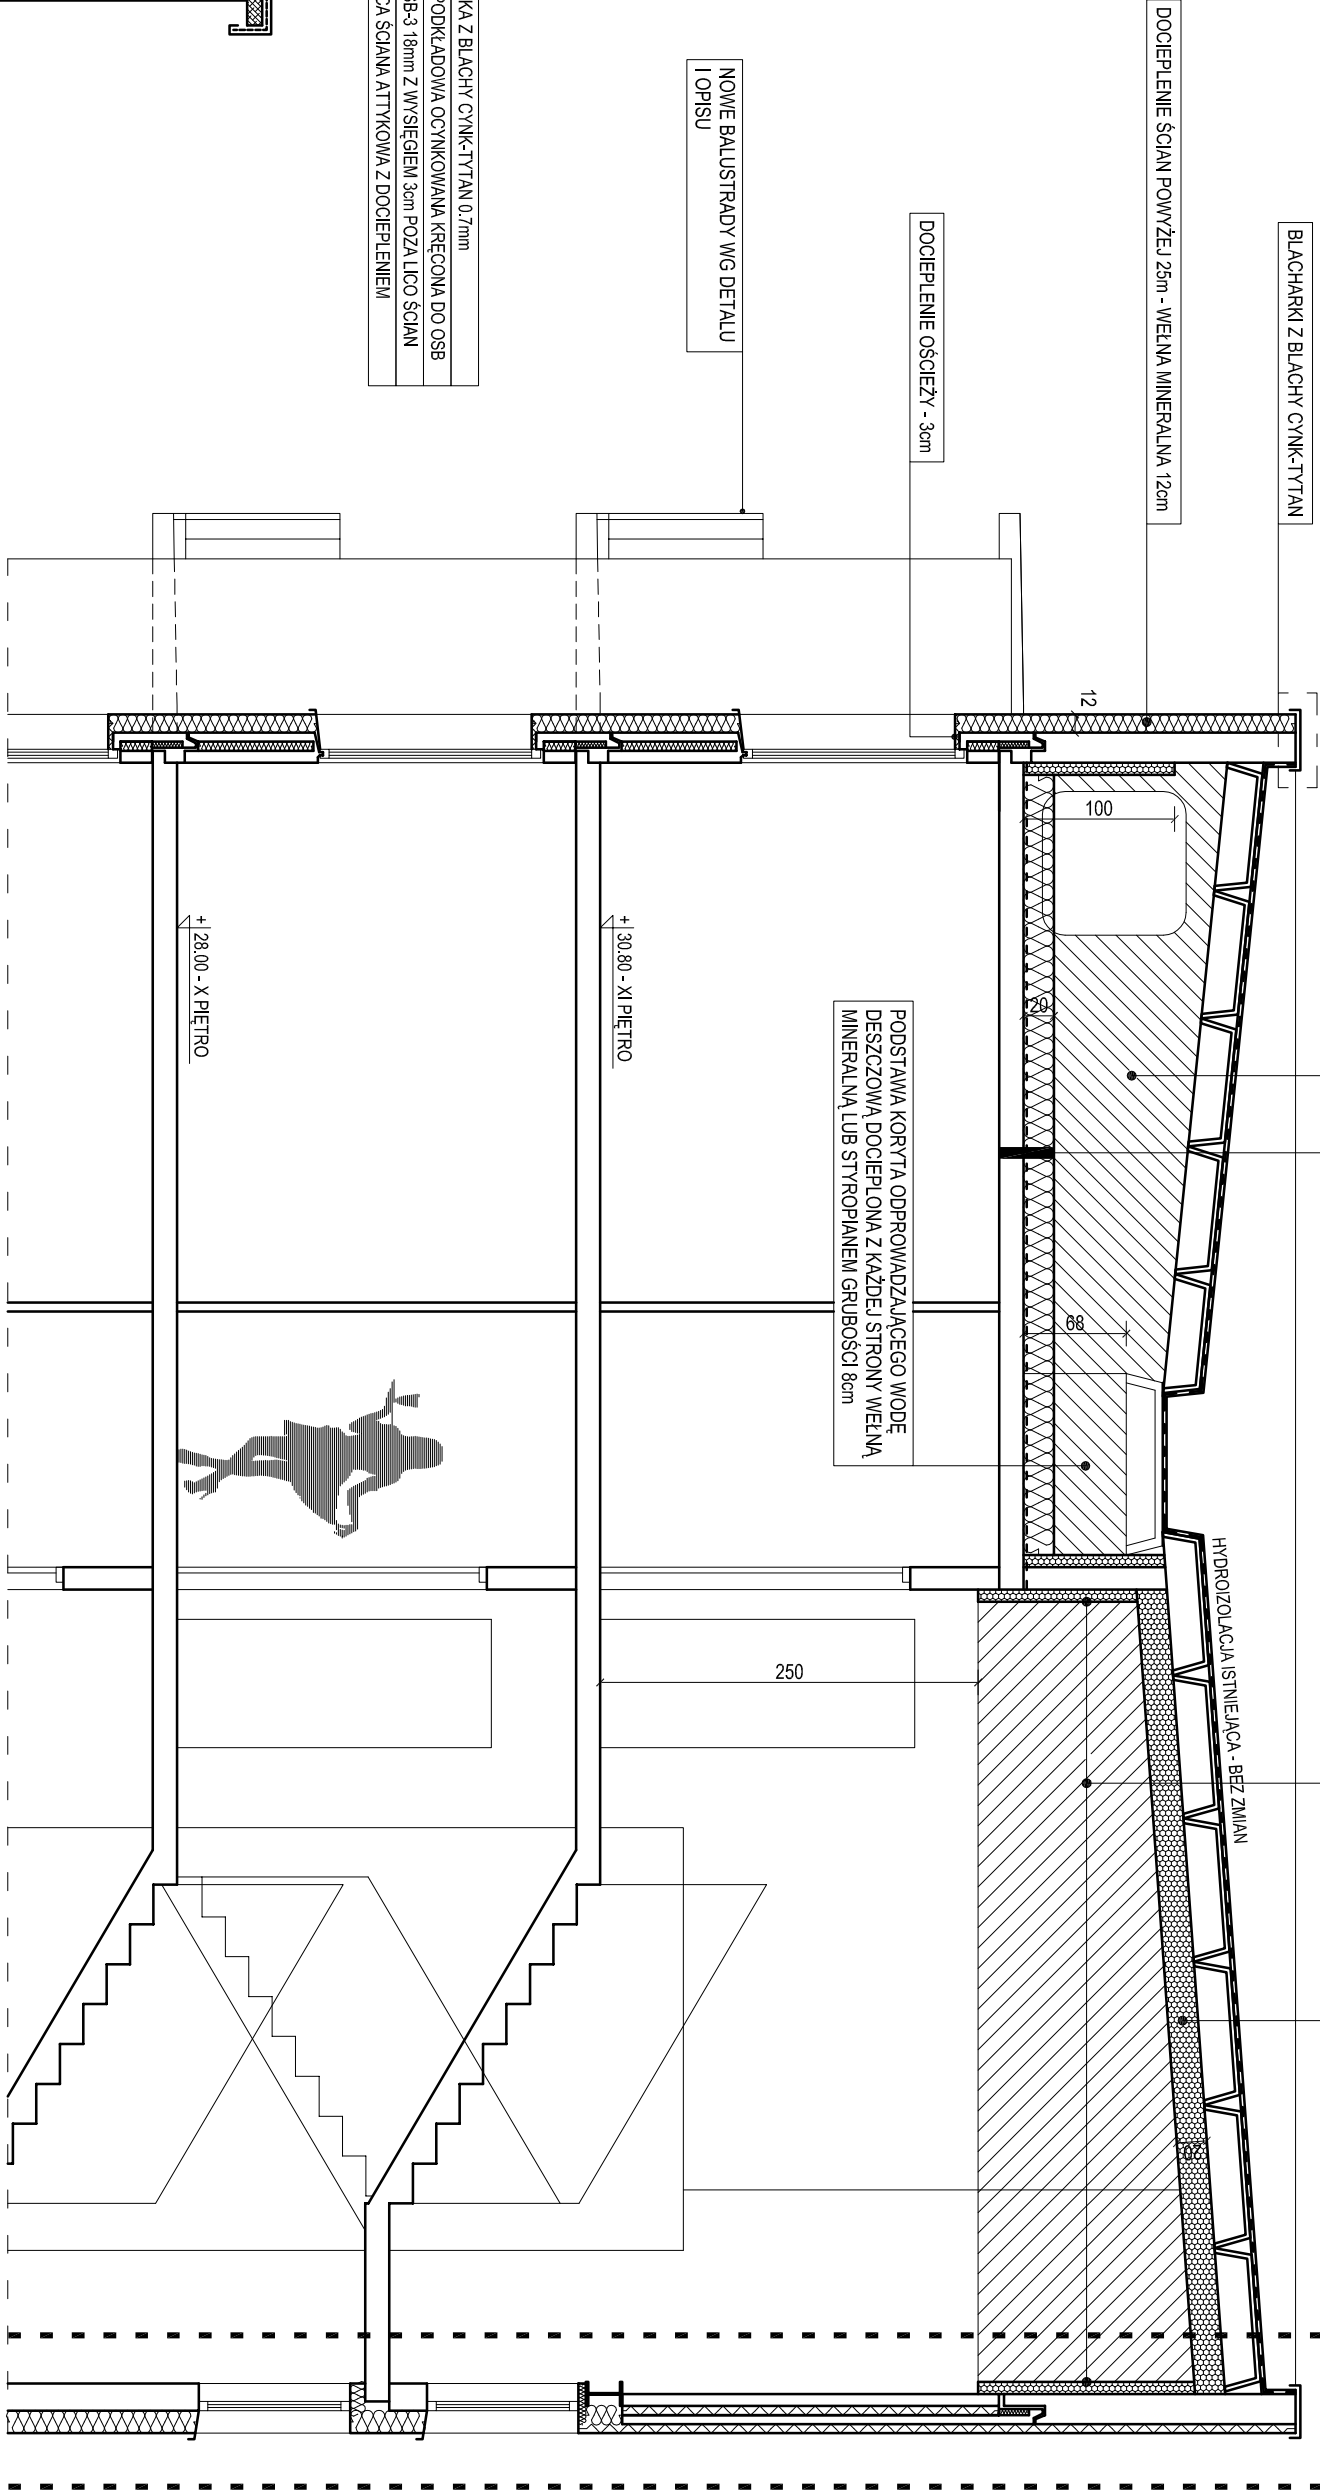 BLACHARKI Z BLACHY CYNK-TYTAN
DOCIEPLENIE ŚCIAN POWYŻEJ 25m - WEŁNA MINERALNA 12cm
DOCIEPLENIE OŚCIEŻY - 3cm
NOWE BALUSTRADY WG DETALU
I OPISU
KA Z BLACHY CYNK-TYTAN 0.7mm
PODKŁADOWA OCYNKOWANA KRĘCONA DO OSB
SB-3 18mm Z WYSIĘGIEM 3cm POZA LICO ŚCIAN
CA ŚCIANA ATTYKOWA Z DOCIEPLENIEM
12
100
20
68
HYDROIZOLACJA ISTNIEJĄCA - BEZ ZMIAN
PODSTAWA KORYTA ODPROWADZAJĄCEGO WODĘ
DESZCZOWĄ DOCIEPLONA Z KAŻDEJ STRONY WEŁNĄ
MINERALNĄ LUB STYROPIANEM GRUBOŚCI 8cm
20
250
+ 30.80 - XI PIĘTRO
+ 28.00 - X PIĘTRO